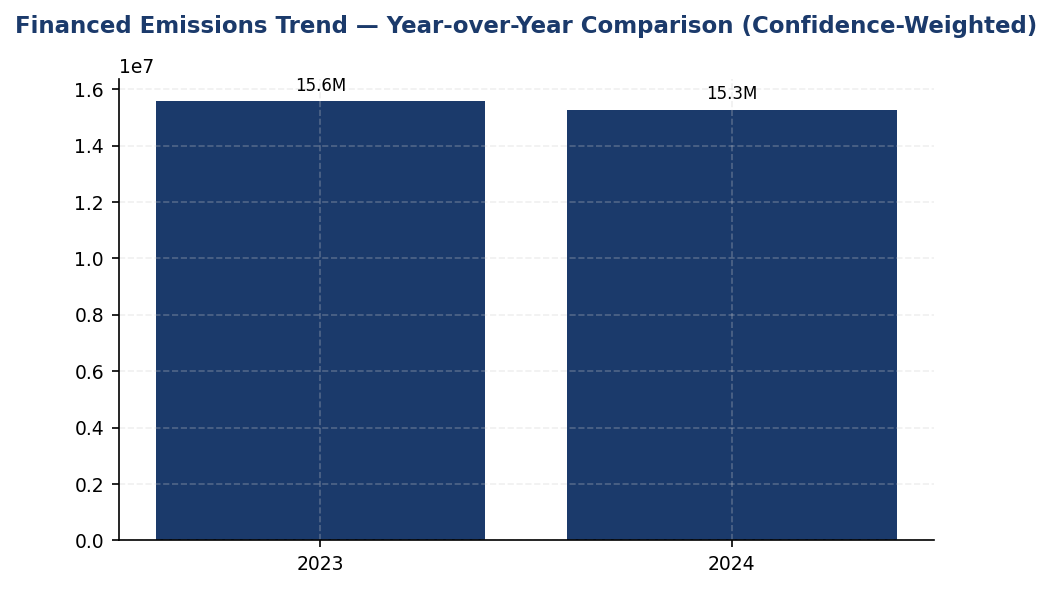 Financed Emissions Trend — Year-over-Year Comparison (Confidence-Weighted)
1e7
1.6
1.4
1.2
1.0
0.8
0.6
0.4
0.2
0.0
15.6M
15.3M
2023
2024